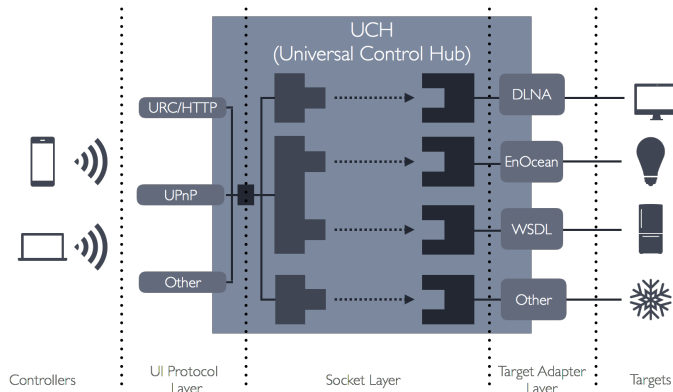 UCH
(Universal Control Hub)
URC/HTTP
DLNA
EnOcean
UPnP
WSDL
Other
Other
Controllers
UI Protocol
Layer
Socket Layer
Target Adapter
Layer
Targets